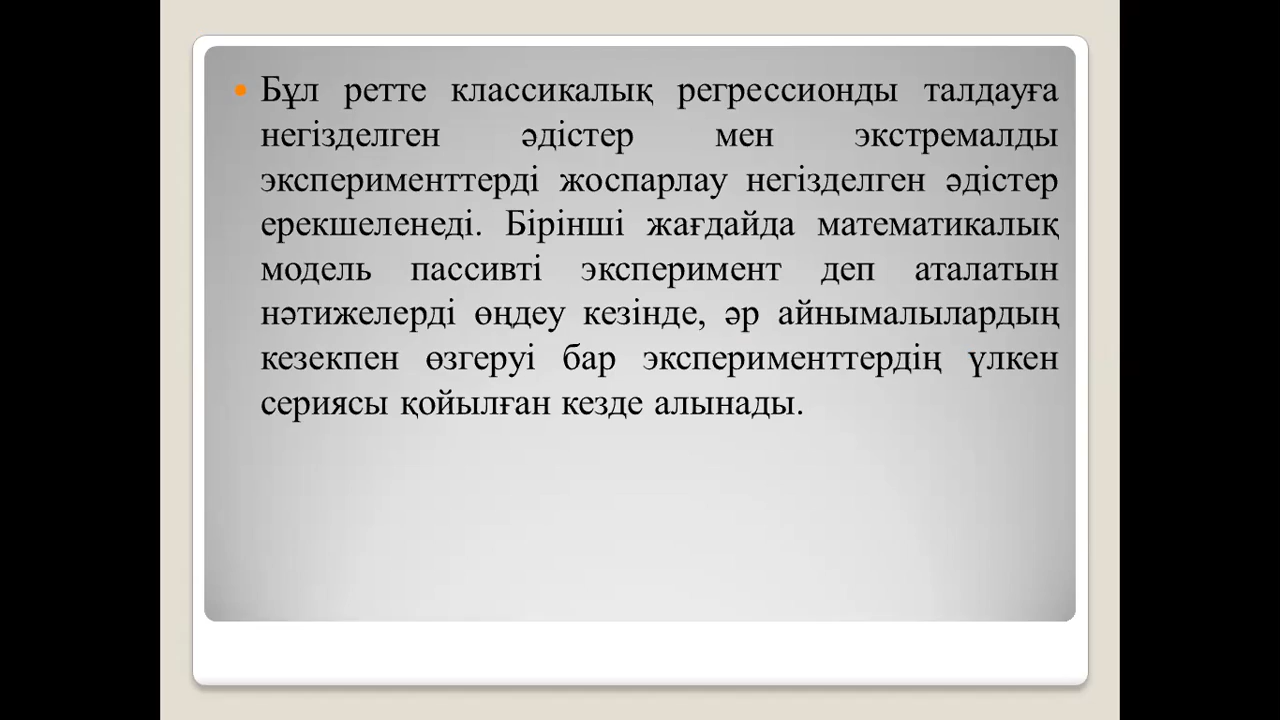 Бұл ретте классикалық регрессионды талдауға
негізделген әдістер мен экстремалды
эксперименттерді жоспарлау негізделген әдістер
ерекшеленеді. Бірінші жағдайда математикалық
модель пассивті эксперимент деп аталатын
нәтижелерді өңдеу кезінде, әр айнымалылардың
кезекпен өзгеруі бар эксперименттердің үлкен
сериясы қойылған кезде алынады.